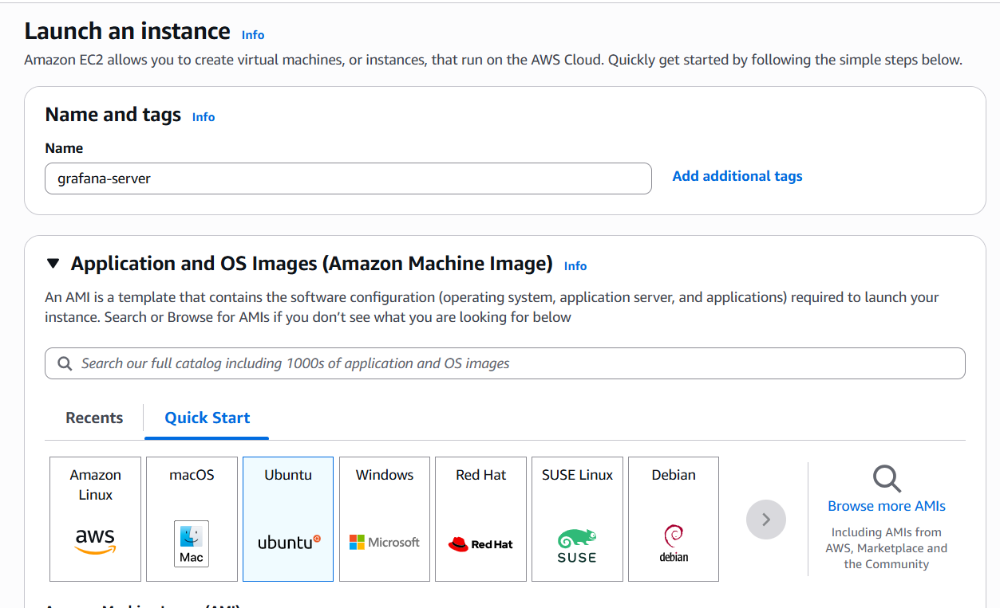 Launch an instance Info
Amazon EC2 allows you to create virtual machines, or instances, that run on the AWS Cloud. Quickly get started by following the simple steps below.
Name and tags Info
Name
grafana-server
Add additional tags
Application and OS Images (Amazon Machine Image) Info
An AMI is a template that contains the software configuration (operating system, application server, and applications) required to launch your
instance. Search or Browse for AMIs if you don’t see what you are looking for below
Search our full catalog including 1000s of application and OS images
Recents
Quick Start
Amazon
Linux
aws
macOS
Mac
Ubuntu
ubuntu
Windows
Microsoft
Red Hat
Red Hat
SUSE Linux
SUSE
Debian
debian
Browse more AMIs
Including AMIs from
AWS, Marketplace and
the Community
Amazon Machine Image (AMI)